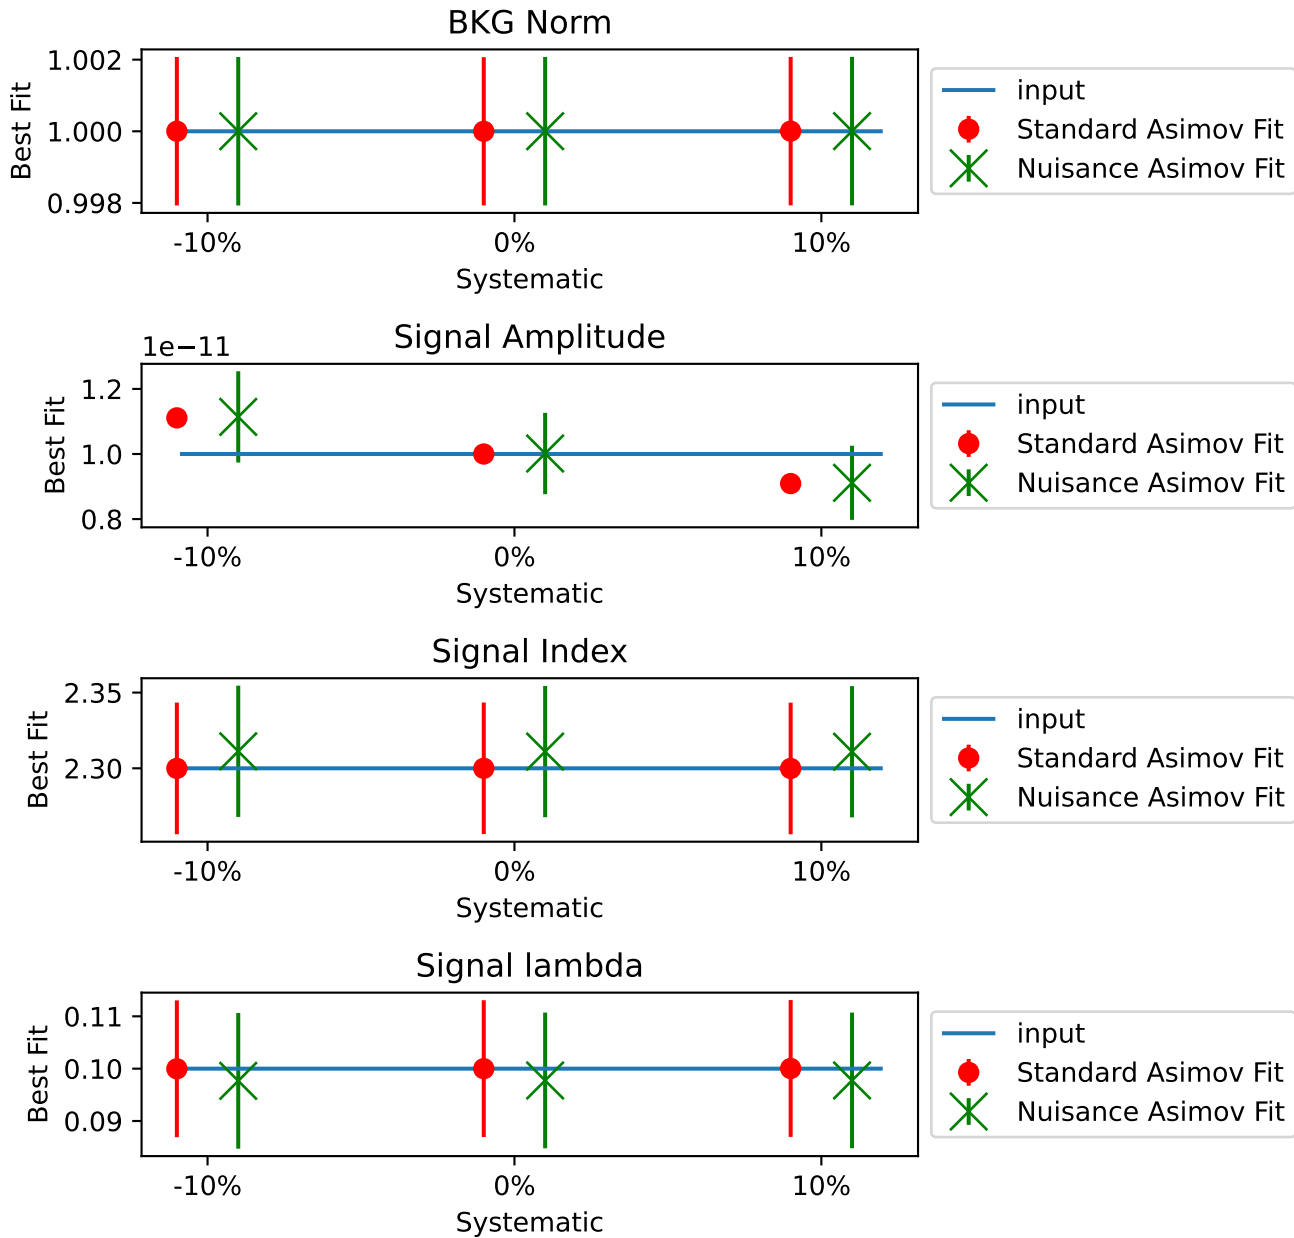 BKG Norm
Best Fit
1.002
1.000
0.998
-10%
0%
10%
Systematic
input
Standard Asimov Fit
Nuisance Asimov Fit
Signal Amplitude
1e−11
Best Fit
1.2
1.0
0.8
-10%
0%
10%
Systematic
input
Standard Asimov Fit
Nuisance Asimov Fit
Signal Index
Best Fit
2.35
2.30
-10%
0%
10%
Systematic
input
Standard Asimov Fit
Nuisance Asimov Fit
Signal lambda
Best Fit
0.11
0.10
0.09
-10%
0%
10%
Systematic
input
Standard Asimov Fit
Nuisance Asimov Fit